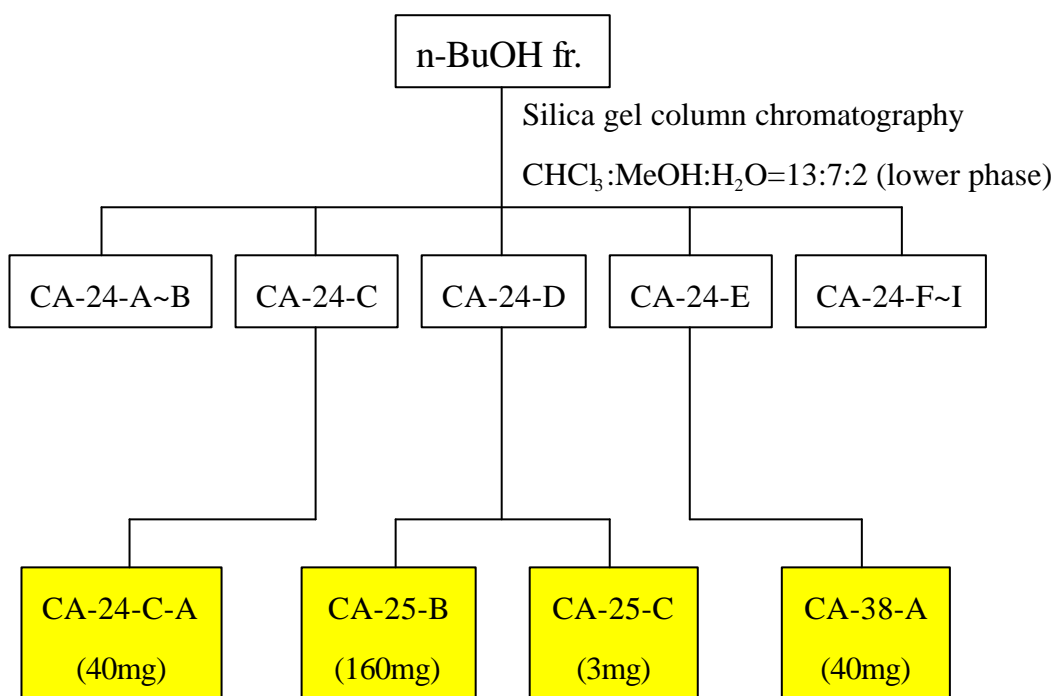 n-BuOH fr.
Silica gel column chromatography
CHCl₃:MeOH:H₂O=13:7:2 (lower phase)
CA-24-A~B
CA-24-C
CA-24-D
CA-24-E
CA-24-F~I
CA-24-C-A
(40mg)
CA-25-B
(160mg)
CA-25-C
(3mg)
CA-38-A
(40mg)